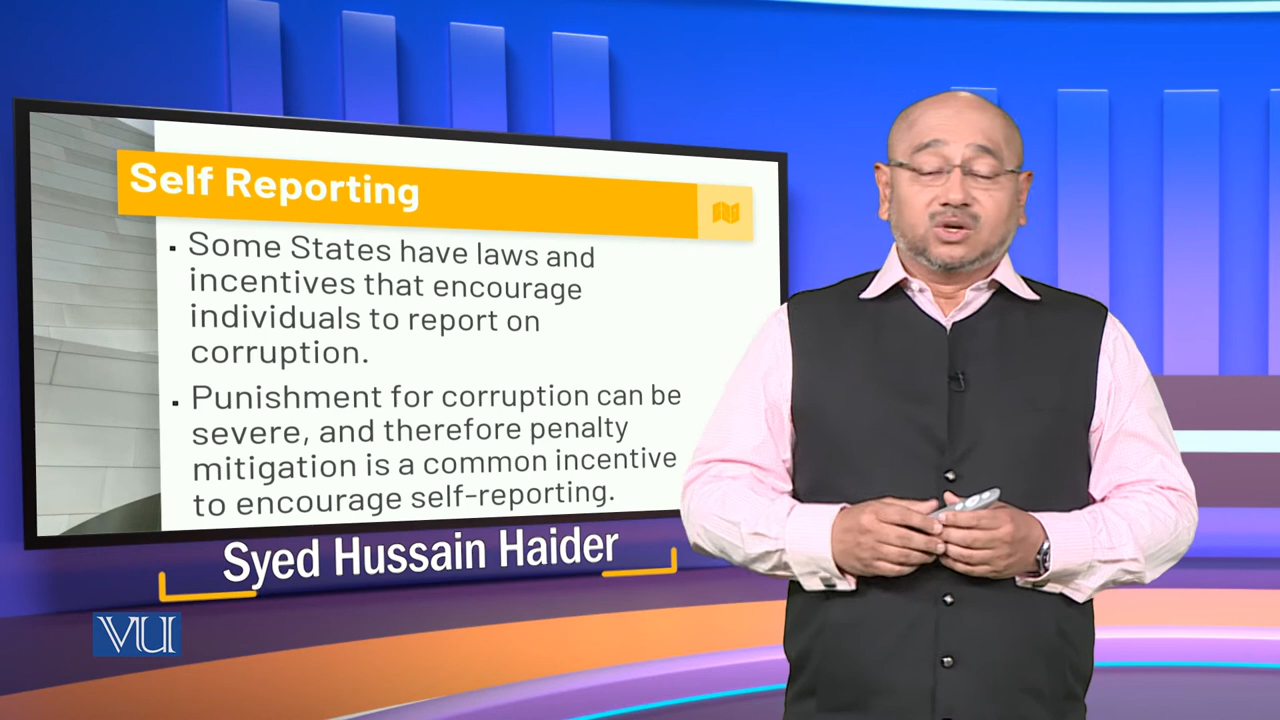 Self Reporting
▪ Some States have laws and
incentives that encourage
individuals to report on
corruption.
▪ Punishment for corruption can be
severe, and therefore penalty
mitigation is a common incentive
to encourage self-reporting.
Syed Hussain Haider
VU